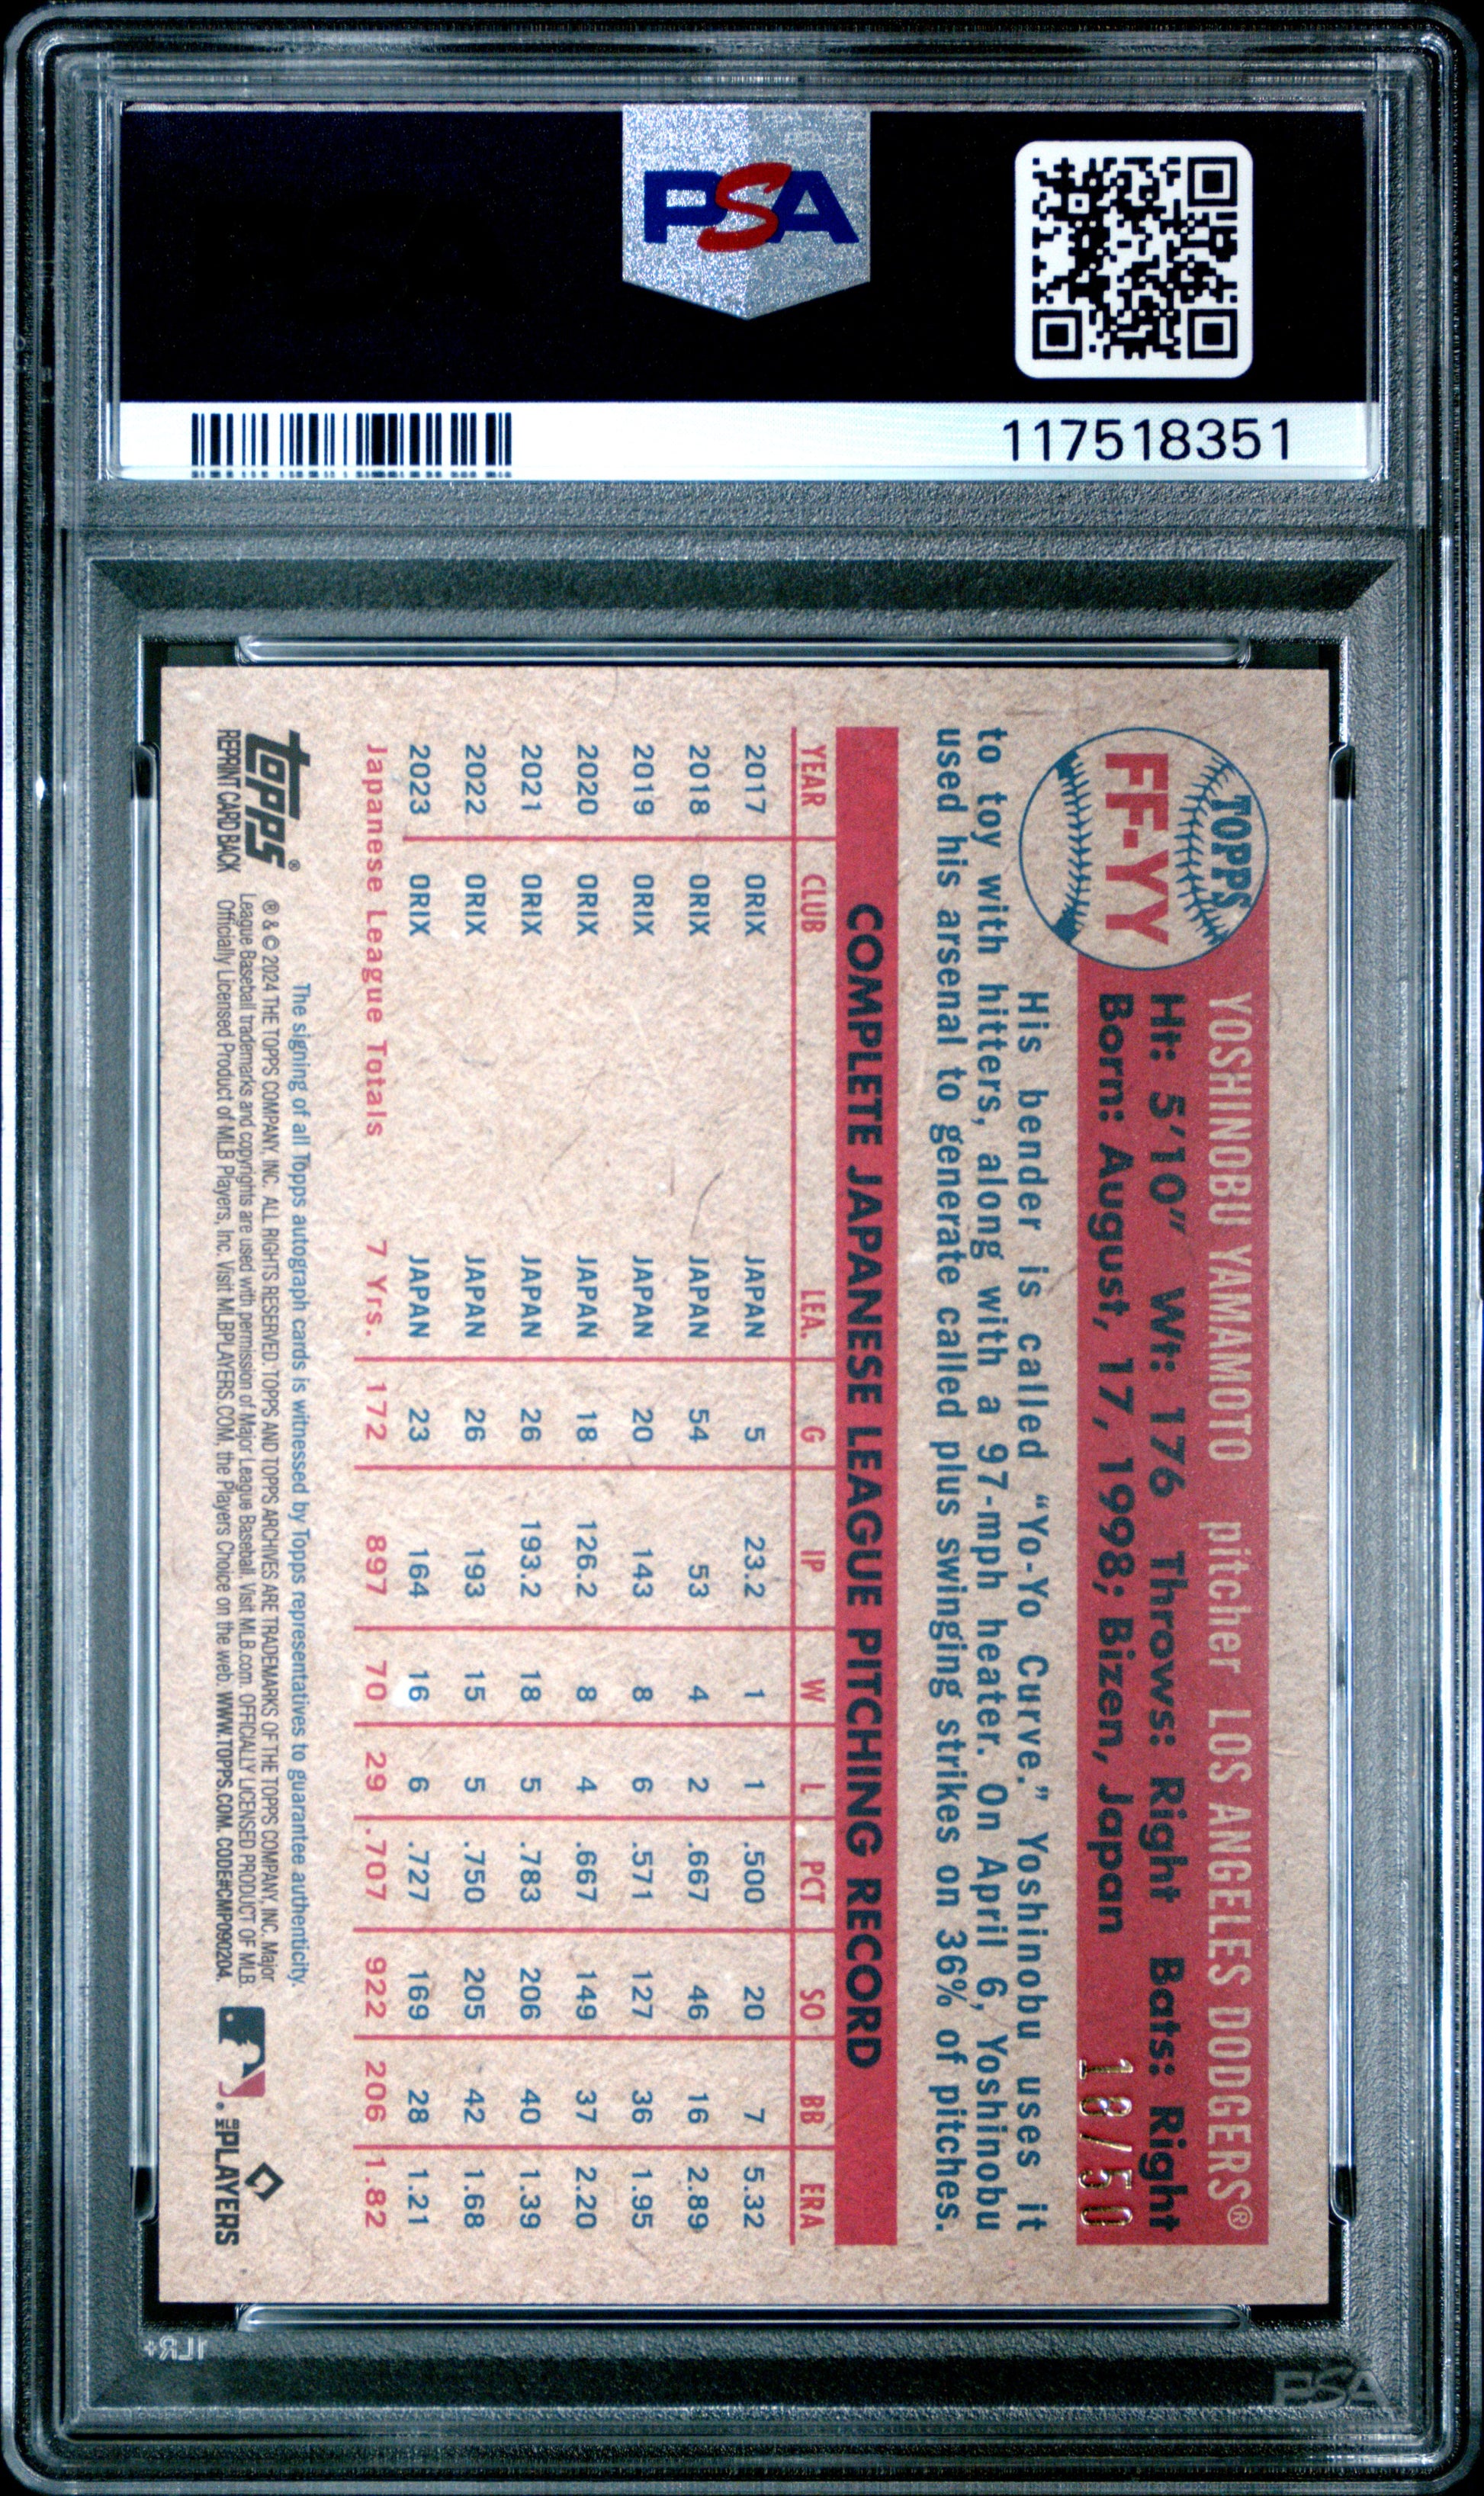 PSA
117518351
TOPPS
FF-YY
YOSHINOBU YAMAMOTO pitcher LOS ANGELES DODGERS®
Ht: 5'10" Wt: 176 Throws: Right Bats: Right
Born: August, 17, 1998; Bizen, Japan
18/50
His bender is called “Yo-Yo Curve.” Yoshinobu uses it
to toy with hitters, along with a 97-mph heater. On April 6, Yoshinobu
used his arsenal to generate called plus swinging strikes on 36% of pitches.
COMPLETE JAPANESE LEAGUE PITCHING RECORD
YEAR CLUB LEA. G IP W L PCT SO BB ERA
2017 ORIX JAPAN 5 23.2 1 1 .500 20 7 5.32
2018 ORIX JAPAN 54 53 4 2 .667 46 16 2.89
2019 ORIX JAPAN 20 143 8 6 .571 127 36 1.95
2020 ORIX JAPAN 18 126.2 8 4 .667 149 37 2.20
2021 ORIX JAPAN 26 193.2 18 5 .783 206 40 1.39
2022 ORIX JAPAN 26 193 15 5 .750 205 42 1.68
2023 ORIX JAPAN 23 164 16 6 .727 169 28 1.21
Japanese League Totals 7 Yrs. 172 897 70 29 .707 922 206 1.82
The signing of all Topps autograph cards is witnessed by Topps representatives to guarantee authenticity.
topps®
REPRINT CARD BACK
® & © 2024 THE TOPPS COMPANY, INC. ALL RIGHTS RESERVED. TOPPS AND TOPPS ARCHIVES ARE TRADEMARKS OF THE TOPPS COMPANY, INC. Major
League Baseball trademarks and copyrights are used with permission of Major League Baseball. Visit MLB.com. OFFICIALLY LICENSED PRODUCT OF MLB
Officially Licensed Product of MLB Players, Inc. Visit MLBPLAYERS.COM, the Players Choice on the web. WWW.TOPPS.COM. CODE#CMP090204.
MLB PLAYERS
1LR+
PSA